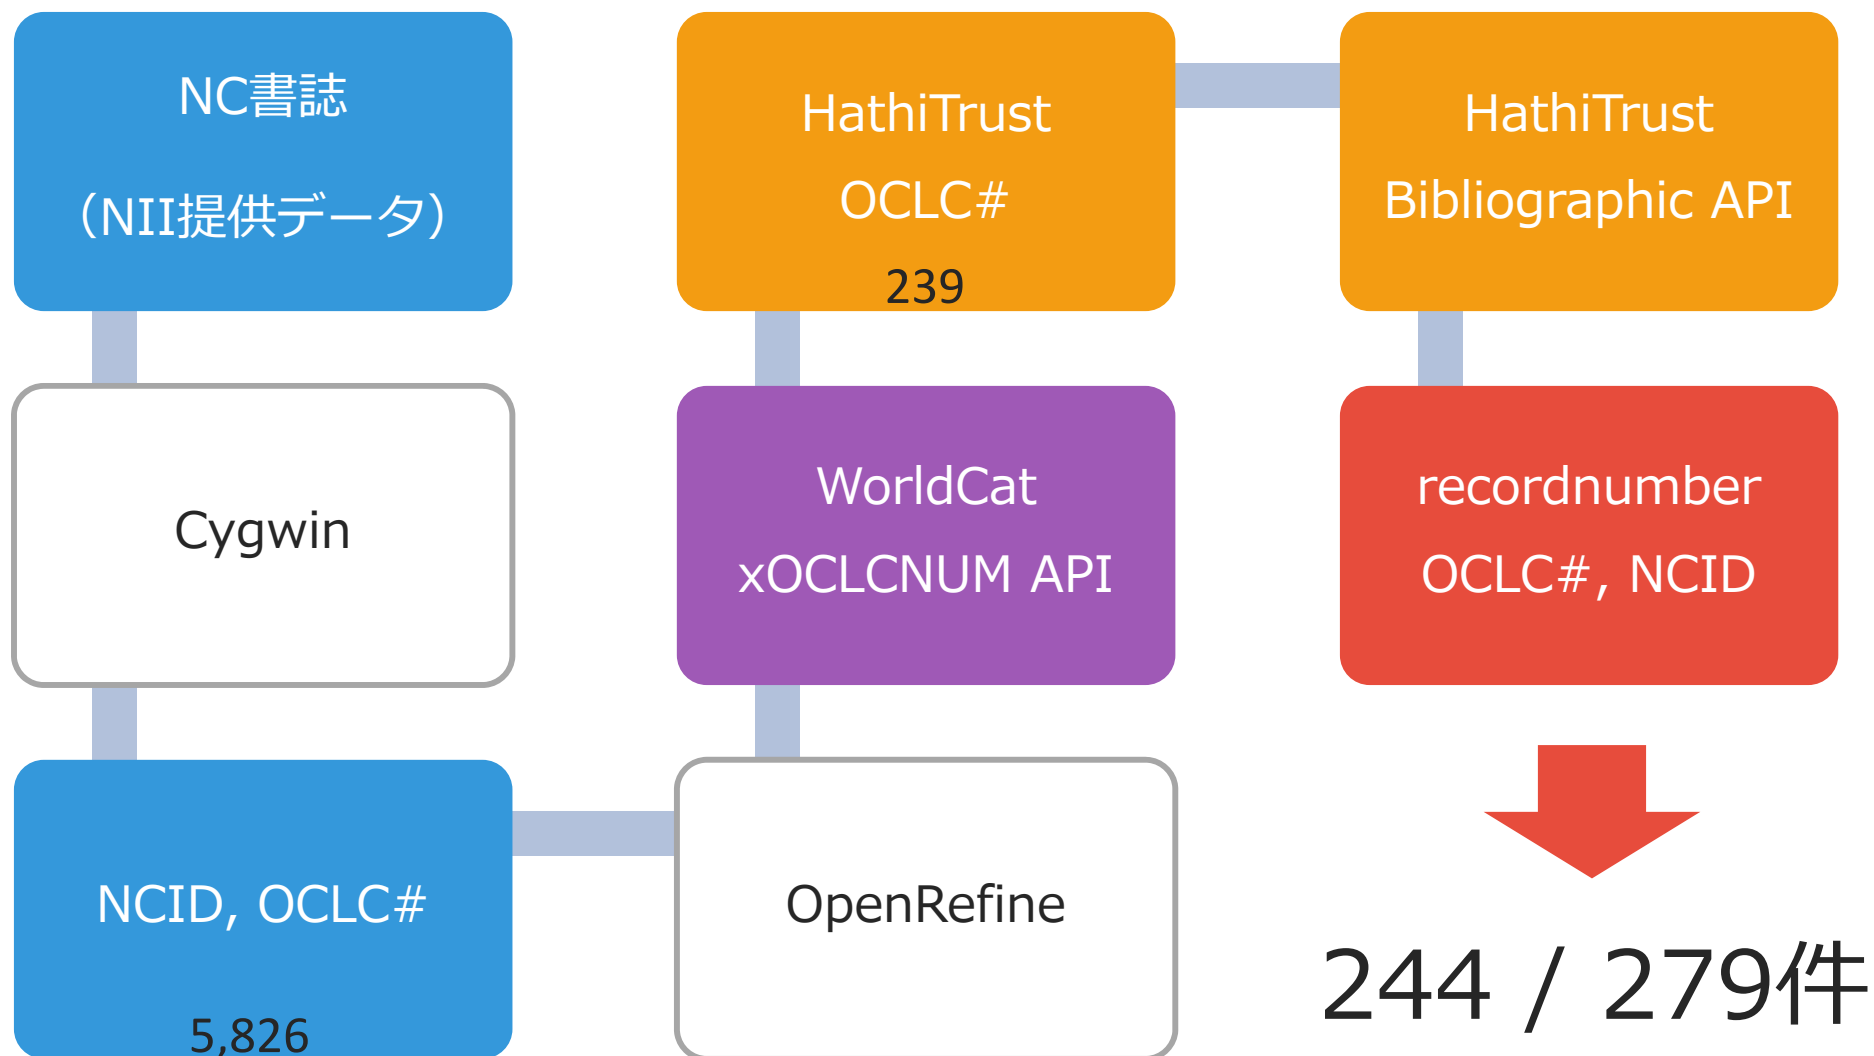 NC書誌
（NII提供データ）
Cygwin
NCID, OCLC#
5,826
OpenRefine
WorldCat
xOCLCNUM API
HathiTrust
OCLC#
239
HathiTrust
Bibliographic API
recordnumber
OCLC#, NCID
244 / 279件